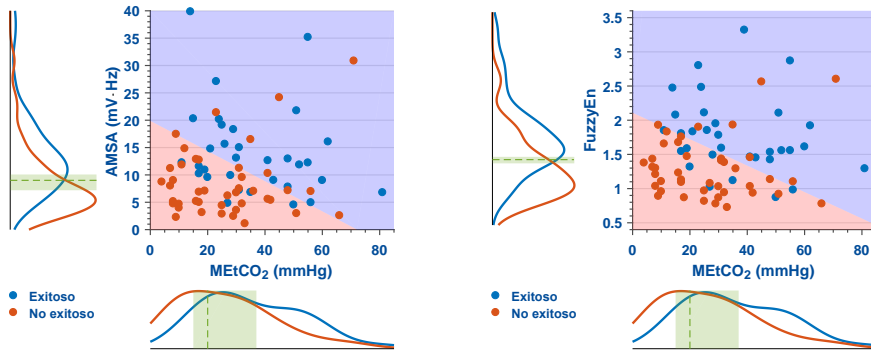 40
35
30
25
20
15
10
5
0
AMSA (mV·Hz)
0 20 40 60 80
MEtCO2 (mmHg)
Exitoso
No exitoso
3.5
3
2.5
2
1.5
1
0.5
FuzzyEn
0 20 40 60 80
MEtCO2 (mmHg)
Exitoso
No exitoso